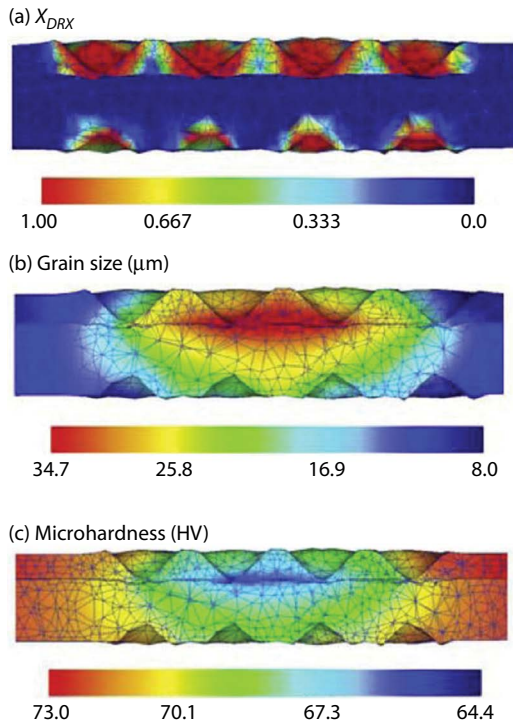 (a) X_DRX
1.00 0.667 0.333 0.0
(b) Grain size (μm)
34.7 25.8 16.9 8.0
(c) Microhardness (HV)
73.0 70.1 67.3 64.4